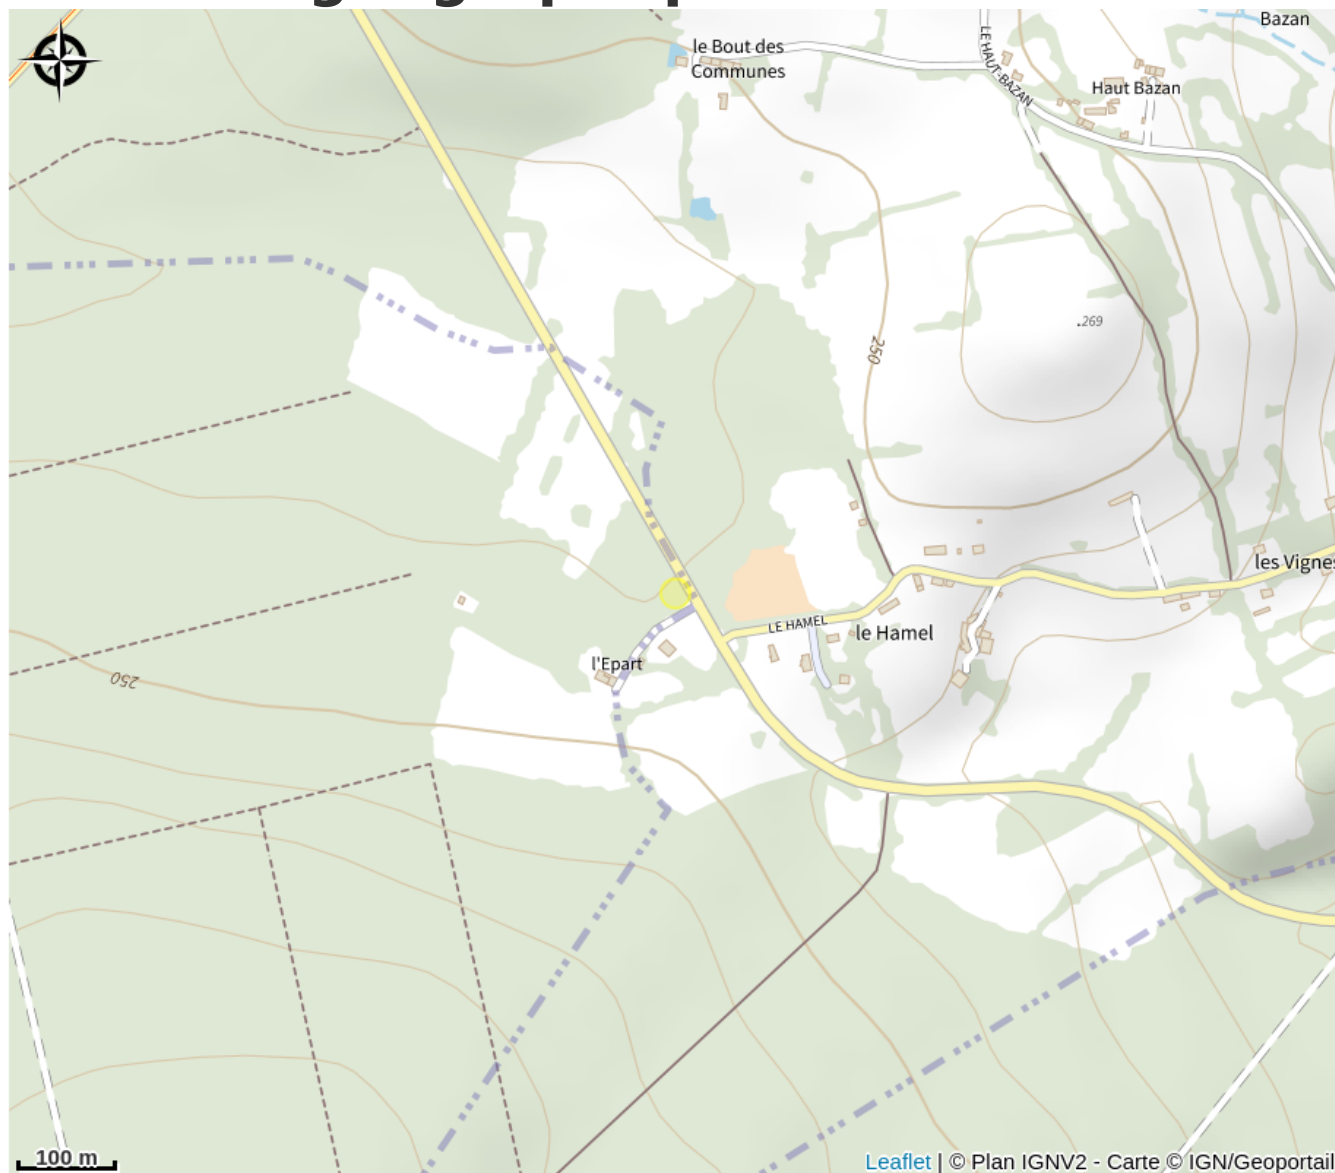 Bazan
le Bout des
Communes
LE HAUT-BAZAN
Haut Bazan
269
250
les Vignes
LE HAMEL
le Hamel
l'Epart
250
100 m
Leaflet | © Plan IGNV2 - Carte © IGN/Geoportail